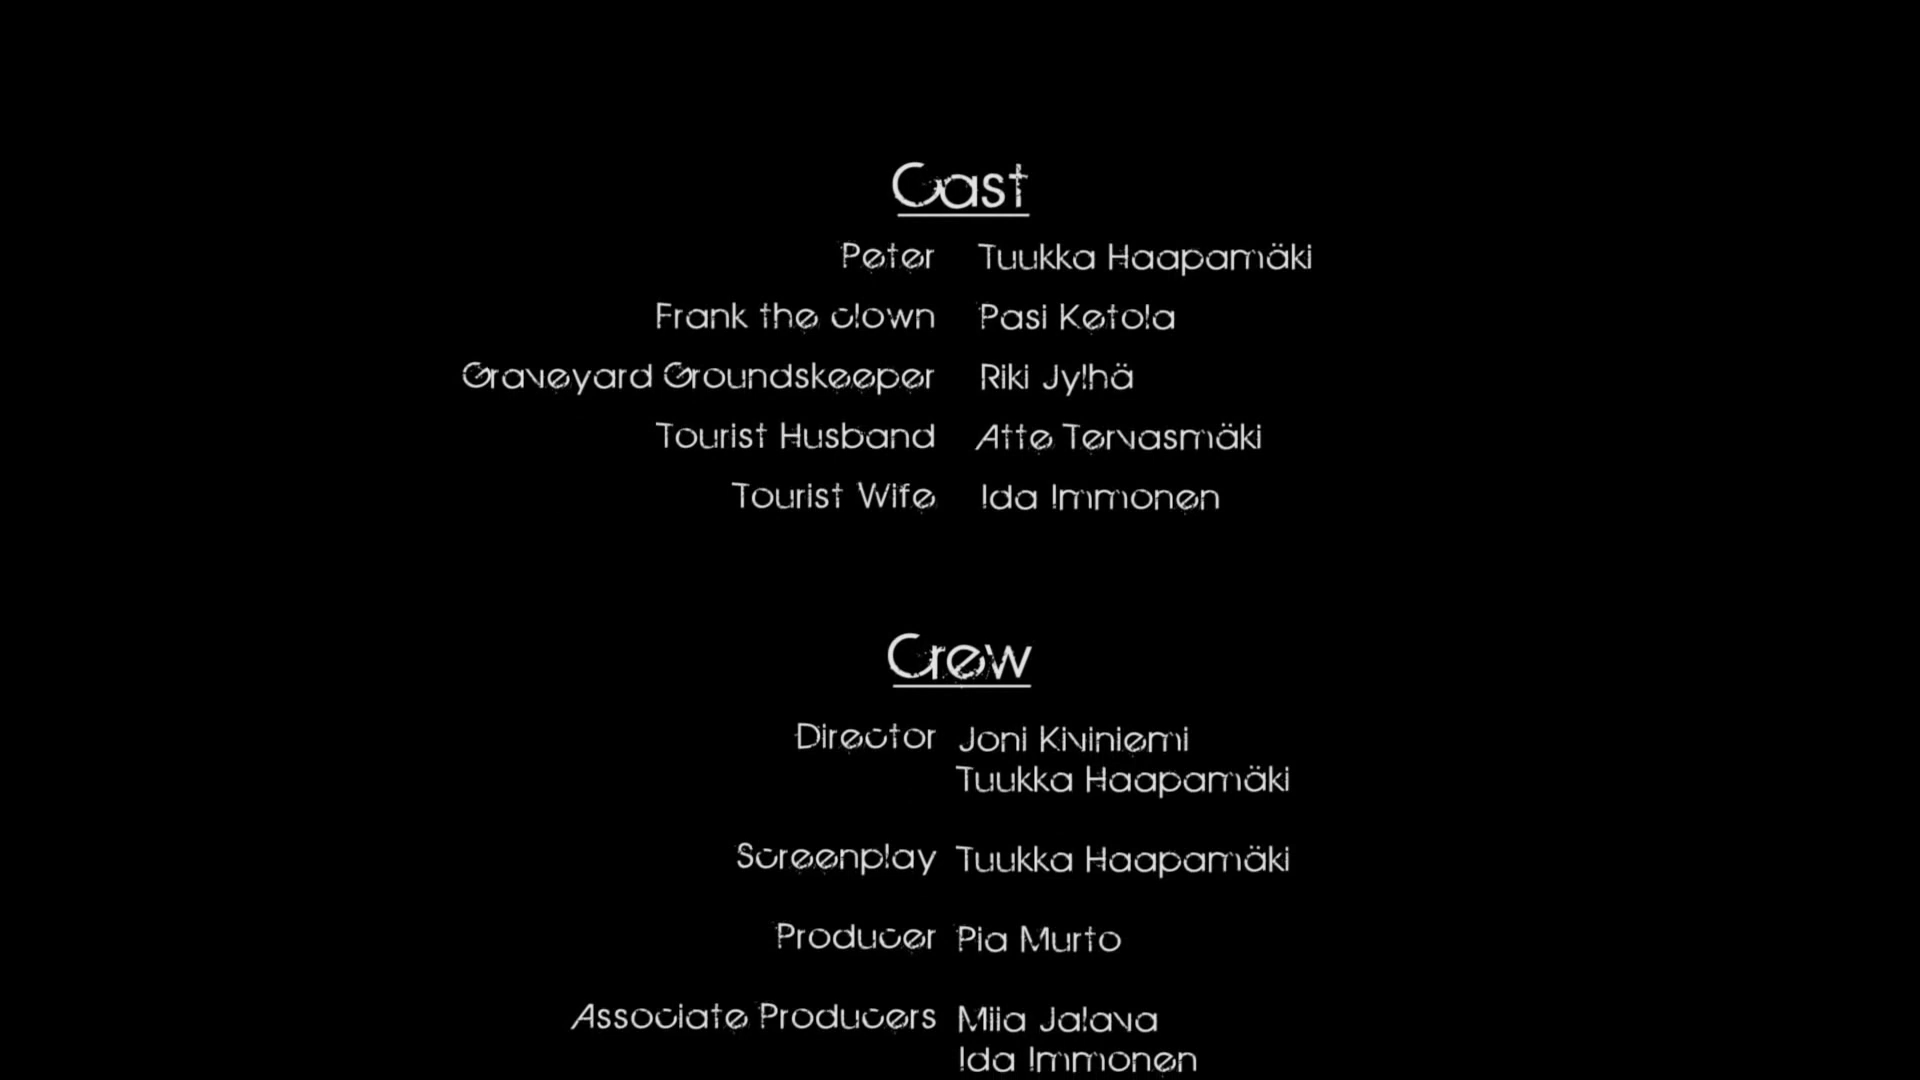 Cast
Peter Tuukka Haapamäki
Frank the clown Pasi Ketola
Graveyard Groundskeeper Riki Jylhä
Tourist Husband Atte Tervasmäki
Tourist Wife Ida Immonen
Crew
Director Joni Kiviniemi
Tuukka Haapamäki
Screenplay Tuukka Haapamäki
Producer Pia Murto
Associate Producers Miia Jalava
Ida Immonen